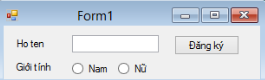 Form1
Ho ten
Đăng ký
Giới tính
Nam
Nữ